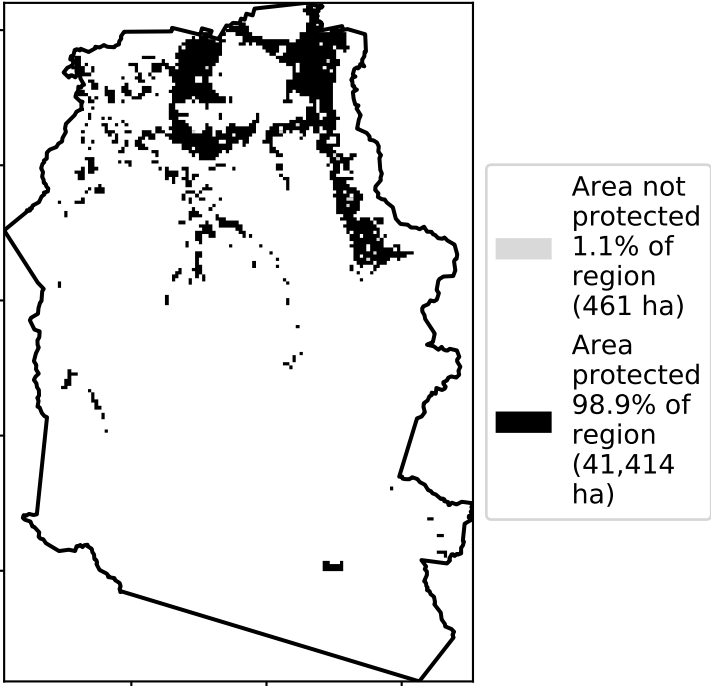 Area not
protected
1.1% of
region
(461 ha)
Area
protected
98.9% of
region
(41,414
ha)